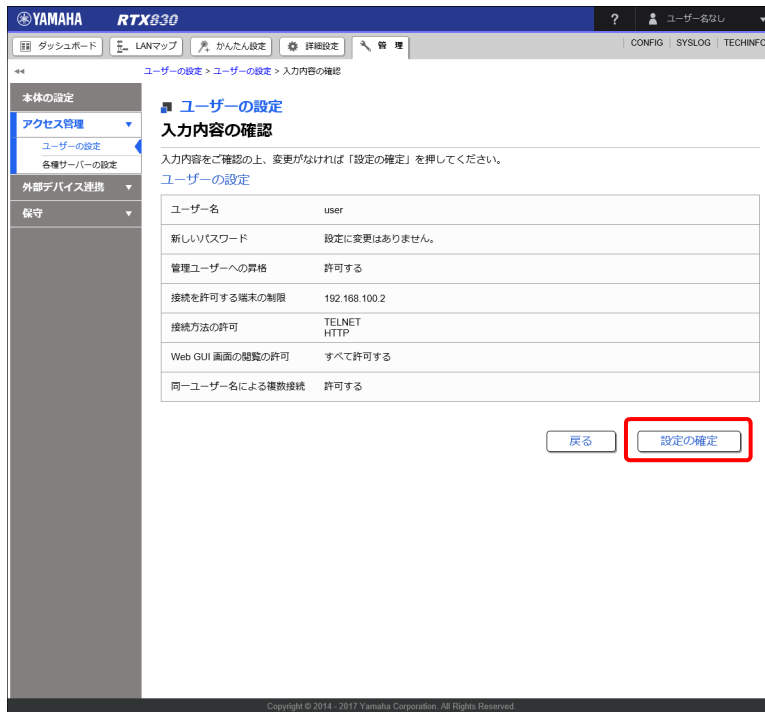 YAMAHA RTX830 ? ユーザー名なし
ダッシュボード LANマップ かんたん設定 詳細設定 管理 CONFIG SYSLOG TECHINFO
ユーザーの設定 > ユーザーの設定 > 入力内容の確認
本体の設定
アクセス管理
ユーザーの設定
各種サーバーの設定
外部デバイス連携
保守
ユーザーの設定
入力内容の確認
入力内容をご確認の上、変更がなければ「設定の確定」を押してください。
ユーザーの設定
ユーザー名 user
新しいパスワード 設定に変更はありません。
管理ユーザーへの昇格 許可する
接続を許可する端末の制限 192.168.100.2
接続方法の許可 TELNET
HTTP
Web GUI 画面の閲覧の許可 すべて許可する
同一ユーザー名による複数接続 許可する
戻る 設定の確定
Copyright © 2014 - 2017 Yamaha Corporation. All Rights Reserved.